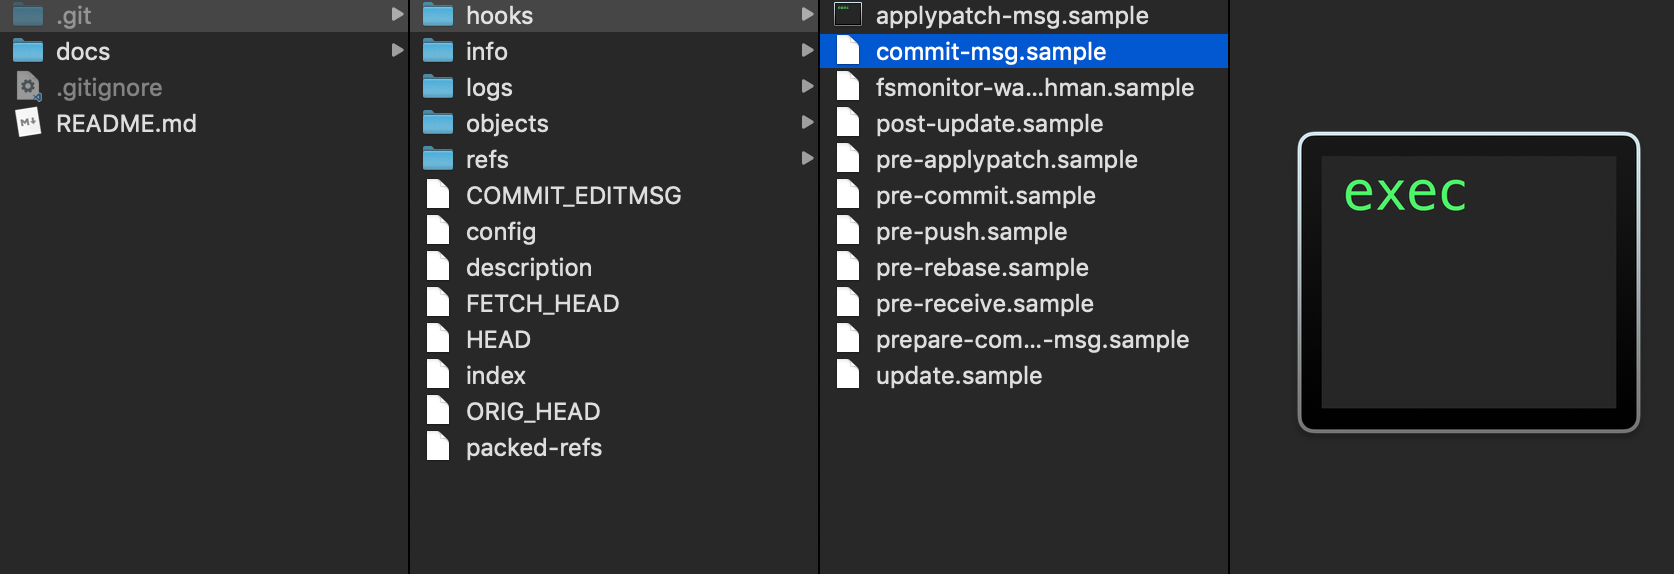 .git
docs
.gitignore
README.md
hooks
info
logs
objects
refs
COMMIT_EDITMSG
config
description
FETCH_HEAD
HEAD
index
ORIG_HEAD
packed-refs
applypatch-msg.sample
commit-msg.sample
fsmonitor-wa...hman.sample
post-update.sample
pre-applypatch.sample
pre-commit.sample
pre-push.sample
pre-rebase.sample
pre-receive.sample
prepare-com...-msg.sample
update.sample
exec